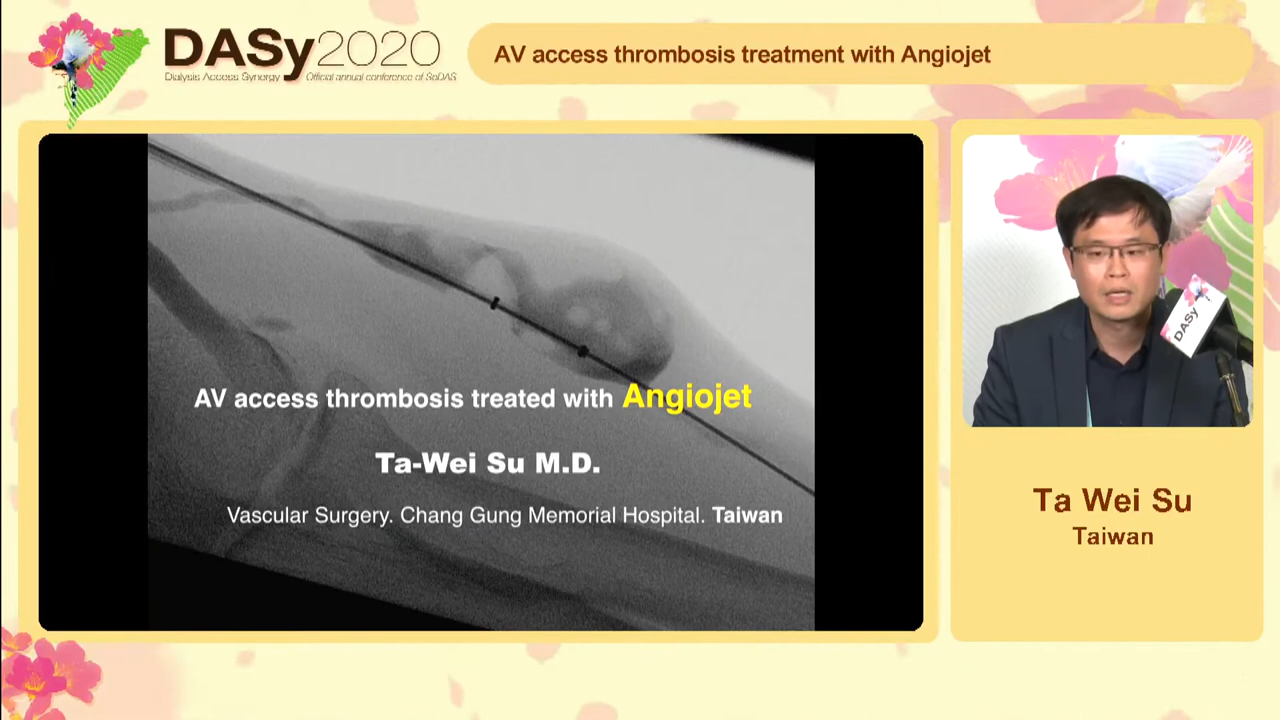 DASy2020
Dialysis Access Synergy Official annual conference of SoDAS
AV access thrombosis treatment with Angiojet
AV access thrombosis treated with Angiojet
Ta-Wei Su M.D.
Vascular Surgery. Chang Gung Memorial Hospital. Taiwan
DASy
Ta Wei Su
Taiwan